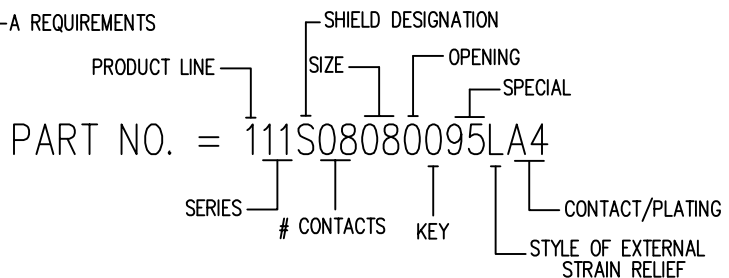 -A REQUIREMENTS
SHIELD DESIGNATION
PRODUCT LINE
SIZE
OPENING
SPECIAL
PART NO. = 111S08080095LA4
SERIES
# CONTACTS
KEY
CONTACT/PLATING
STYLE OF EXTERNAL
STRAIN RELIEF